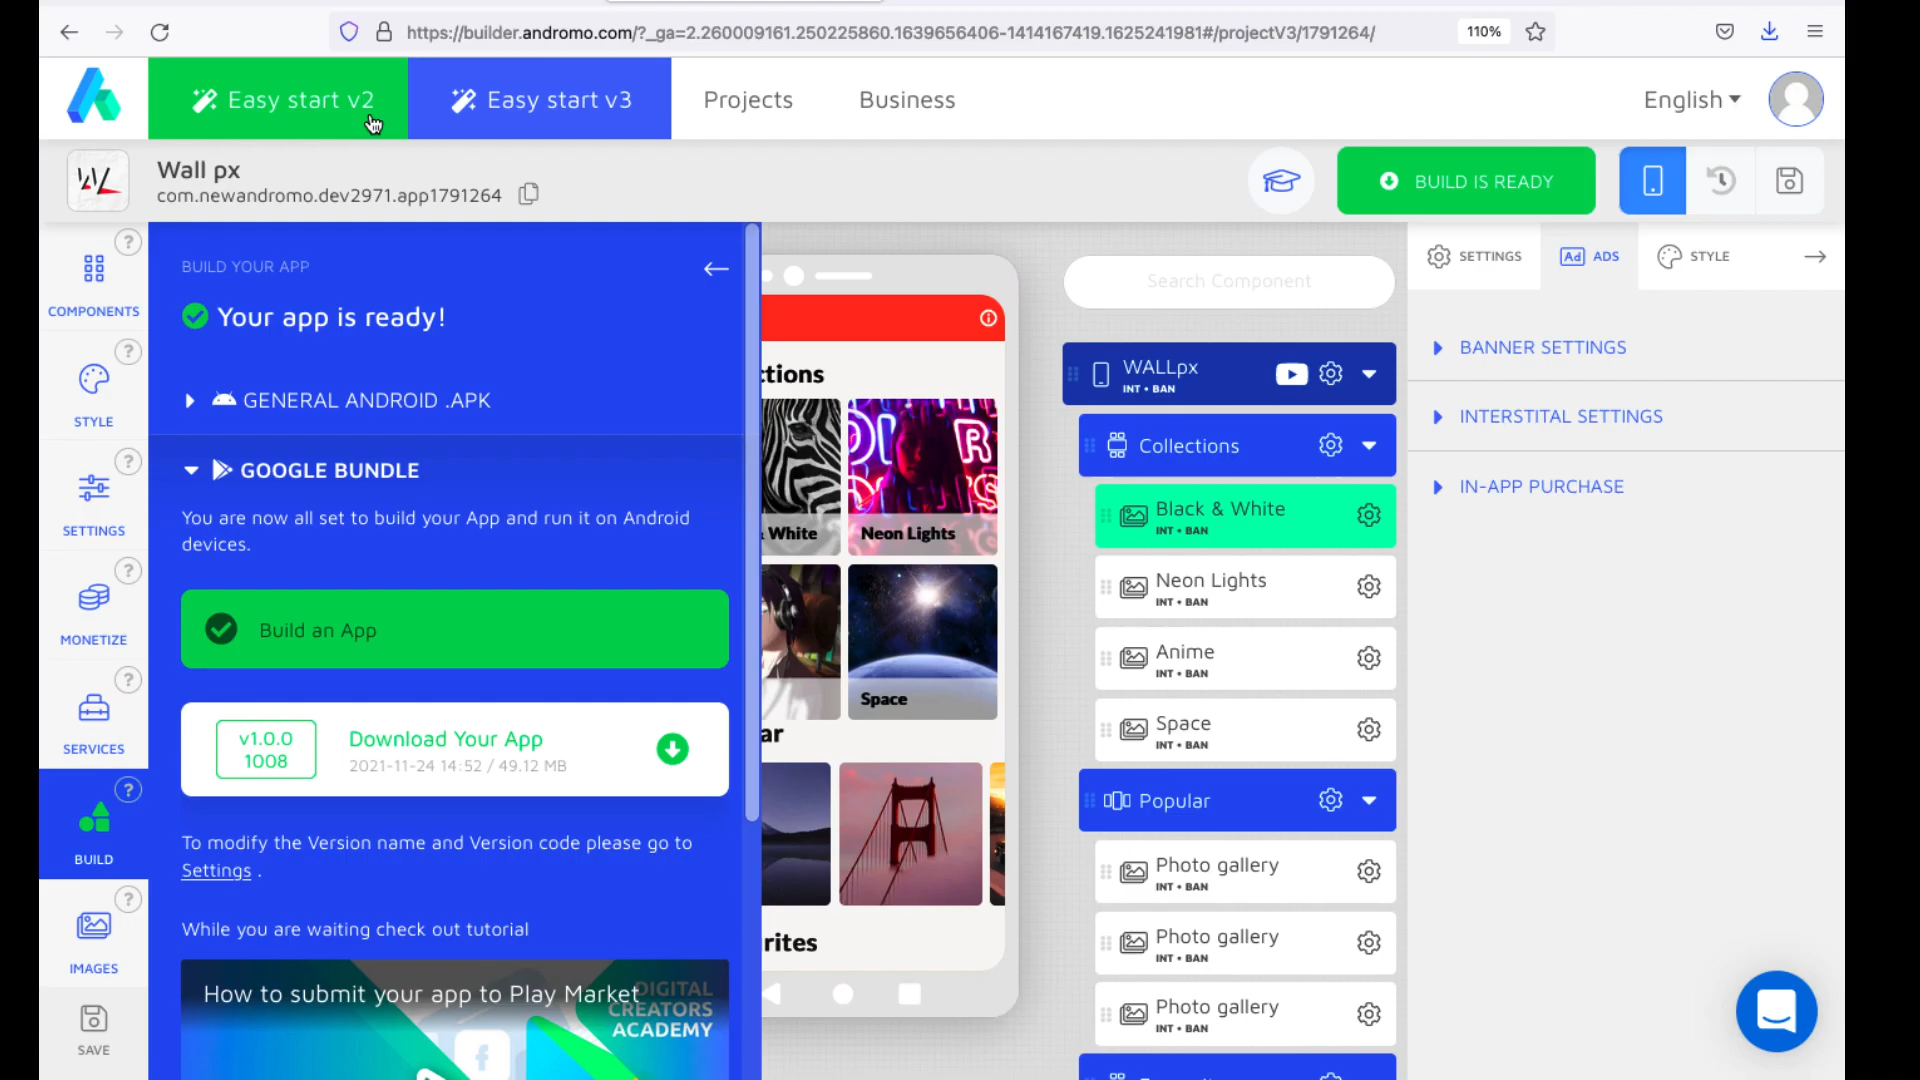 https://builder.andromo.com/?_ga=2.260009161.250225860.1639656406-1414167419.1625241981#/projectV3/1791264/
110%
Easy start v2
Easy start v3
Projects
Business
English
Wall px
com.newandromo.dev2971.app1791264
BUILD IS READY
?
COMPONENTS
?
STYLE
?
SETTINGS
?
MONETIZE
?
SERVICES
?
BUILD
?
IMAGES
SAVE
BUILD YOUR APP
Your app is ready!
GENERAL ANDROID .APK
GOOGLE BUNDLE
You are now all set to build your App and run it on Android
devices.
Build an App
v1.0.0
1008
Download Your App
2021-11-24 14:52 / 49.12 MB
To modify the Version name and Version code please go to
Settings .
While you are waiting check out tutorial
How to submit your app to Play Market
DIGITAL
CREATORS
ACADEMY
ctions
White
Neon Lights
Space
ar
rites
Search Component
WALLpx
INT • BAN
Collections
Black & White
INT • BAN
Neon Lights
INT • BAN
Anime
INT • BAN
Space
INT • BAN
Popular
Photo gallery
INT • BAN
Photo gallery
INT • BAN
Photo gallery
INT • BAN
SETTINGS
Ad ADS
STYLE
BANNER SETTINGS
INTERSTITAL SETTINGS
IN-APP PURCHASE